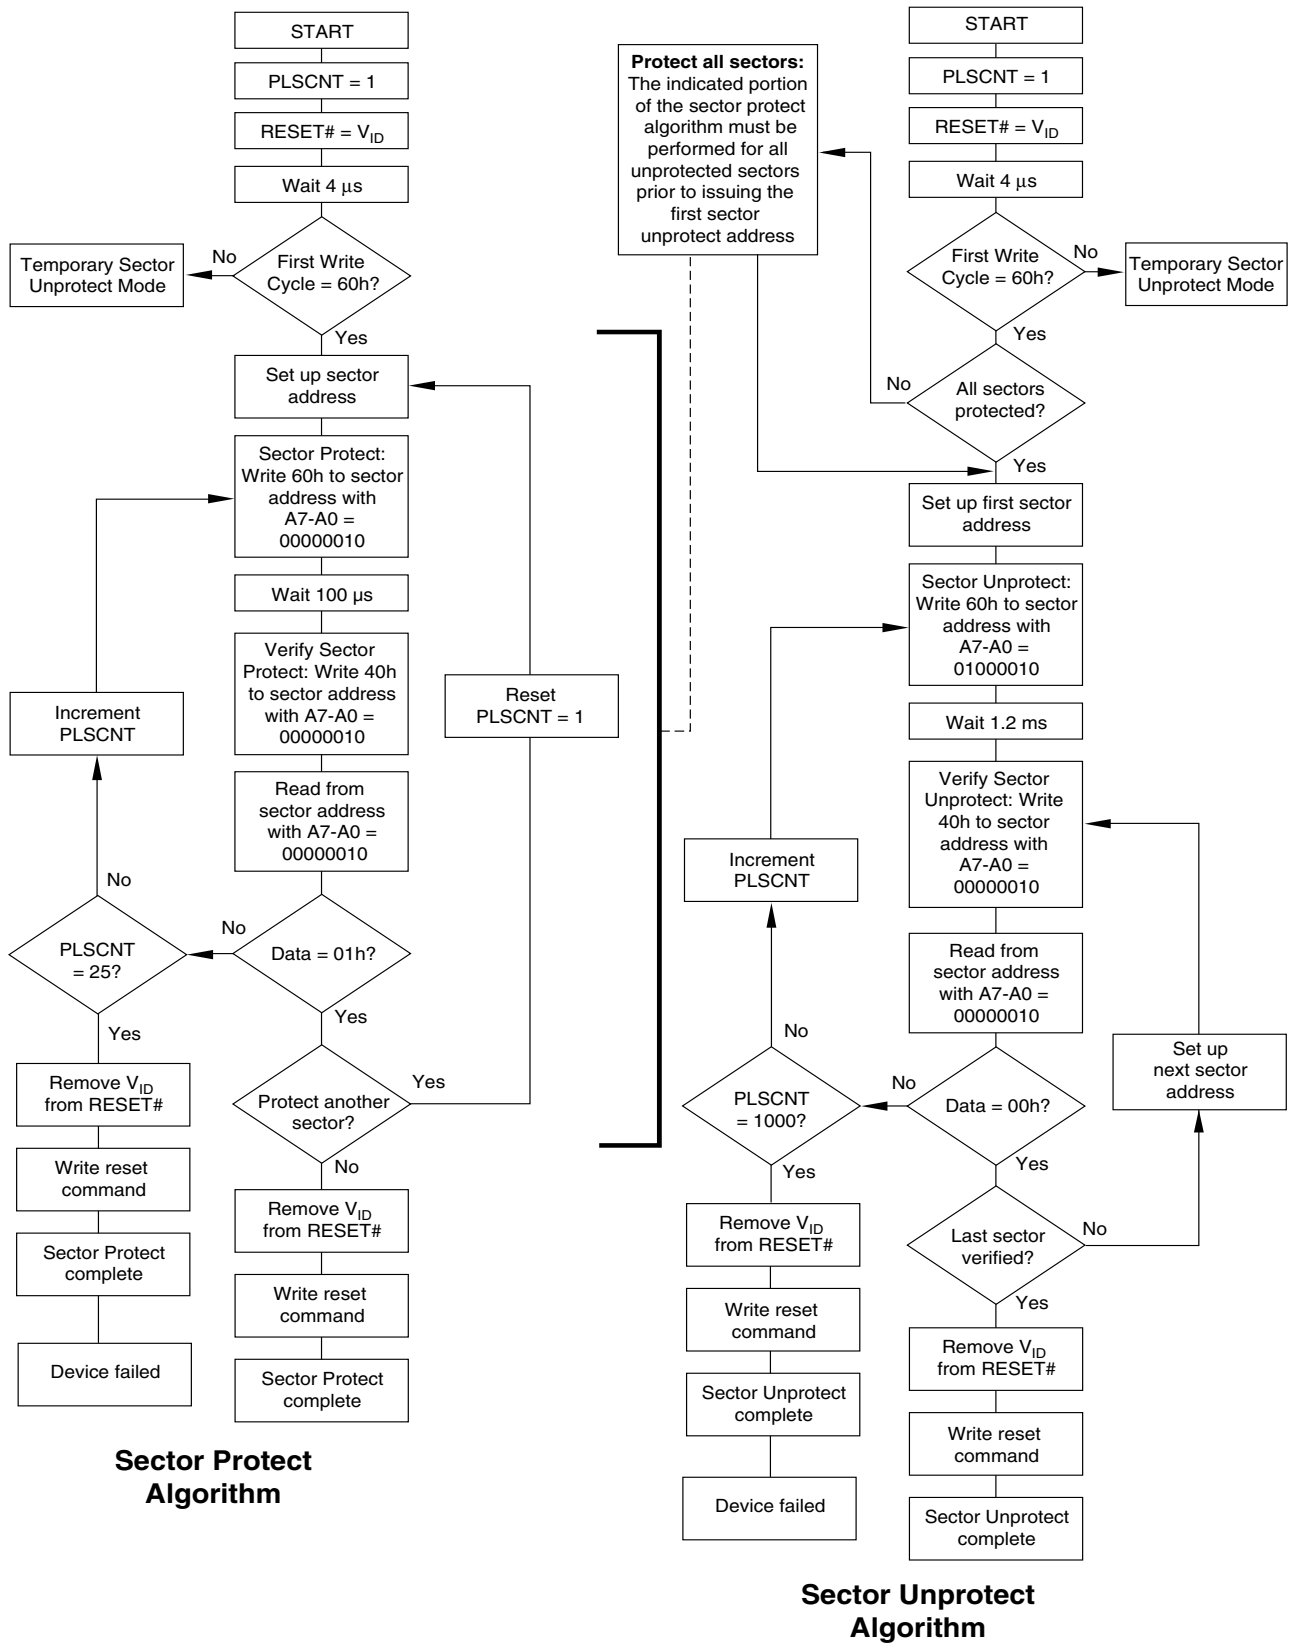 START
PLSCNT = 1
RESET# = VID
Wait 4 μs
First Write
Cycle = 60h?
No
Temporary Sector
Unprotect Mode
Yes
Set up sector
address
Sector Protect:
Write 60h to sector
address with
A7-A0 =
00000010
Wait 100 µs
Verify Sector
Protect: Write 40h
to sector address
with A7-A0 =
00000010
Read from
sector address
with A7-A0 =
00000010
Data = 01h?
No
PLSCNT
= 25?
No
Increment
PLSCNT
Yes
Remove VID
from RESET#
Write reset
command
Sector Protect
complete
Device failed
Yes
Protect another
sector?
Yes
Reset
PLSCNT = 1
No
Remove VID
from RESET#
Write reset
command
Sector Protect
complete
Sector Protect
Algorithm
Protect all sectors:
The indicated portion
of the sector protect
algorithm must be
performed for all
unprotected sectors
prior to issuing the
first sector
unprotect address
START
PLSCNT = 1
RESET# = VID
Wait 4 μs
First Write
Cycle = 60h?
No
Temporary Sector
Unprotect Mode
Yes
All sectors
protected?
No
Yes
Set up first sector
address
Sector Unprotect:
Write 60h to sector
address with
A7-A0 =
01000010
Wait 1.2 ms
Verify Sector
Unprotect: Write
40h to sector
address with
A7-A0 =
00000010
Read from
sector address
with A7-A0 =
00000010
Data = 00h?
No
PLSCNT
= 1000?
No
Increment
PLSCNT
Yes
Remove VID
from RESET#
Write reset
command
Sector Unprotect
complete
Device failed
Yes
Last sector
verified?
No
Set up
next sector
address
Yes
Remove VID
from RESET#
Write reset
command
Sector Unprotect
complete
Sector Unprotect
Algorithm